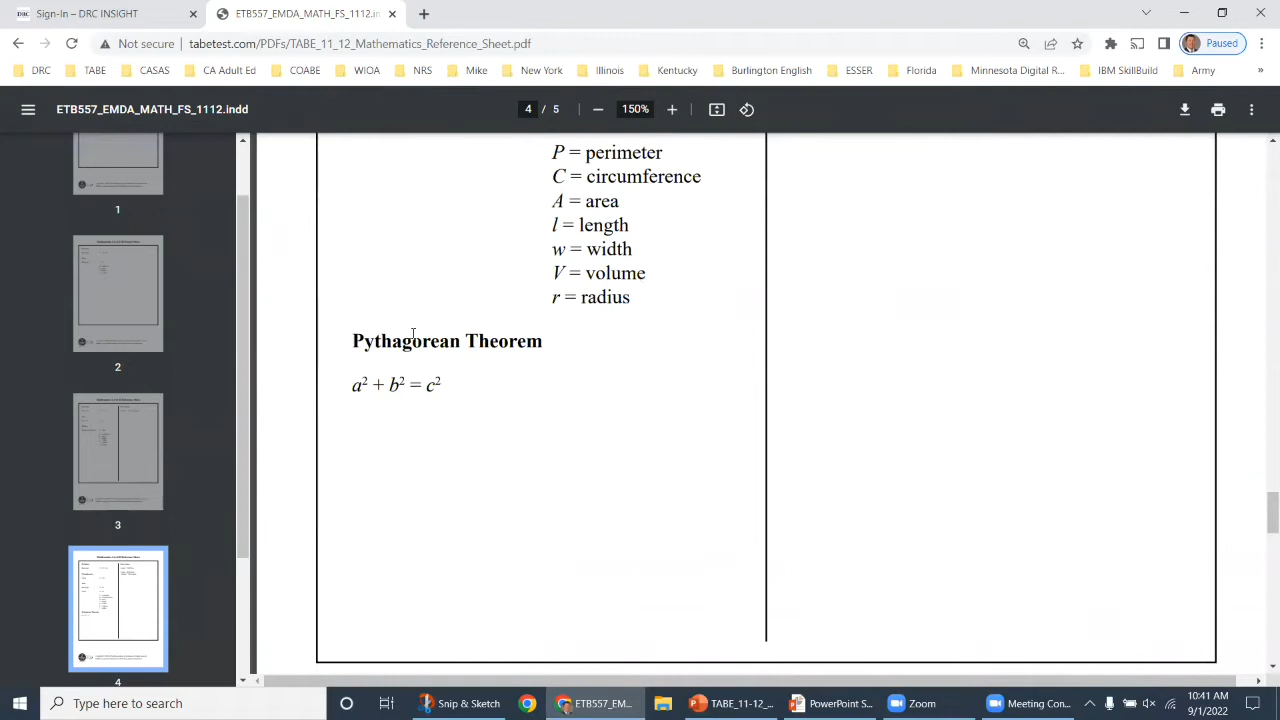 Sign-In – DRC INSIGHT
ETB557_EMDA_MATH_FS_1112.in
Not secure | tabetest.com/PDFs/TABE_11_12_Mathematics_Reference_Sheet.pdf
Paused
DRC TABE CASAS CA Adult Ed COABE WIOA NRS Mike New York Illinois Kentucky Burlington English ESSER Florida Minnesota Digital R... IBM SkillBuild Army »
ETB557_EMDA_MATH_FS_1112.indd
4 / 5
150%
1
2
3
4
P = perimeter
C = circumference
A = area
l = length
w = width
V = volume
r = radius
Pythagorean Theorem
a² + b² = c²
Type here to search
Snip & Sketch
ETB557_EM...
TABE_11-12_...
PowerPoint S...
Zoom
Meeting Con...
10:41 AM
9/1/2022